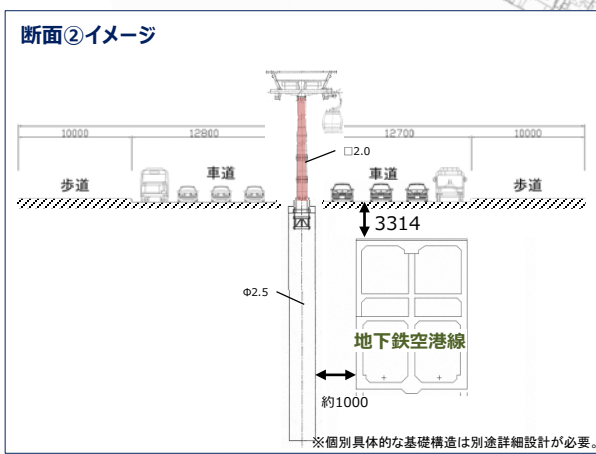 断面②イメージ
10000
12800
12700
10000
□2.0
歩道
車道
車道
歩道
3314
Φ2.5
地下鉄空港線
約1000
※個別具体的な基礎構造は別途詳細設計が必要。